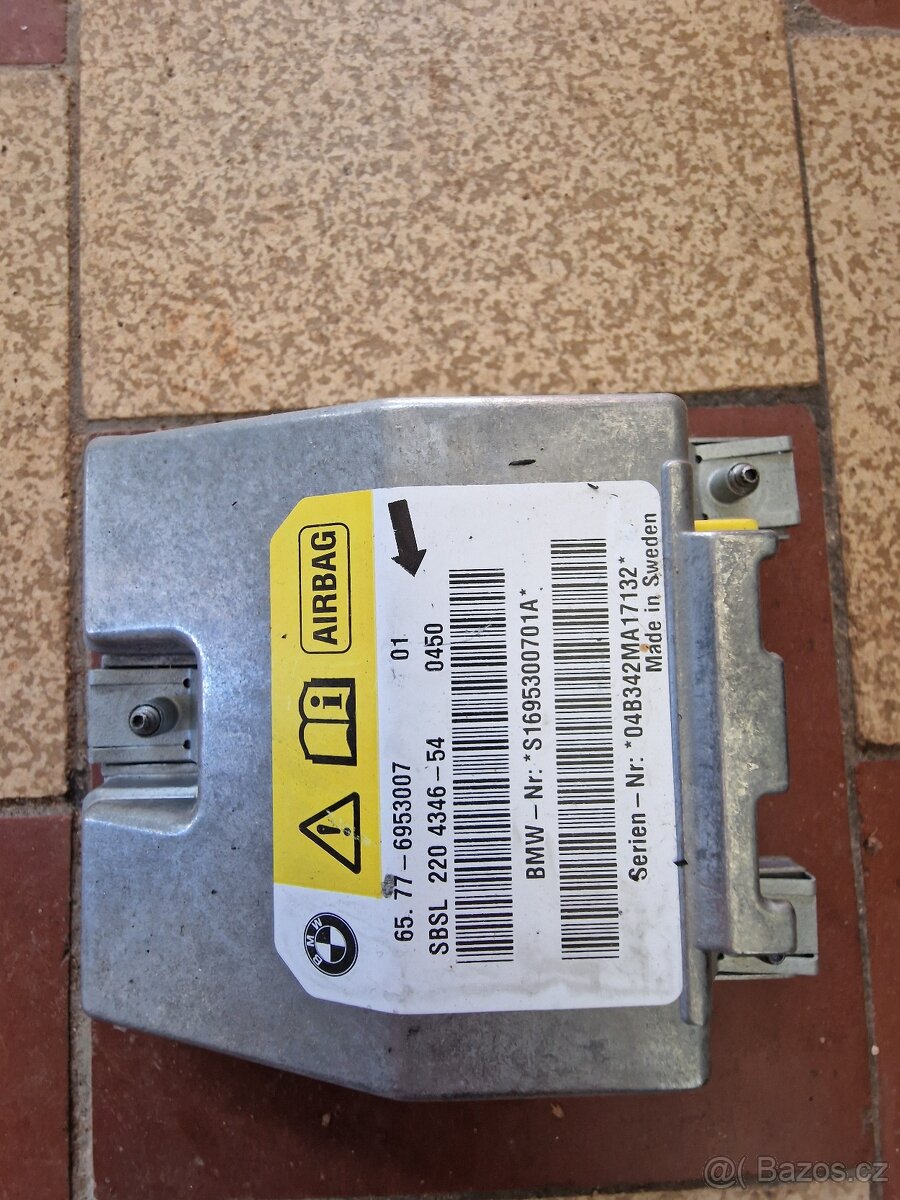 BMW
AIRBAG
65. 77-6953007 01
SBSL 220 4346-54 0450
BMW-Nr: *S1695300701A*
Serien-Nr: *04B342MA17132*
Made in Sweden
@( Bazos.cz